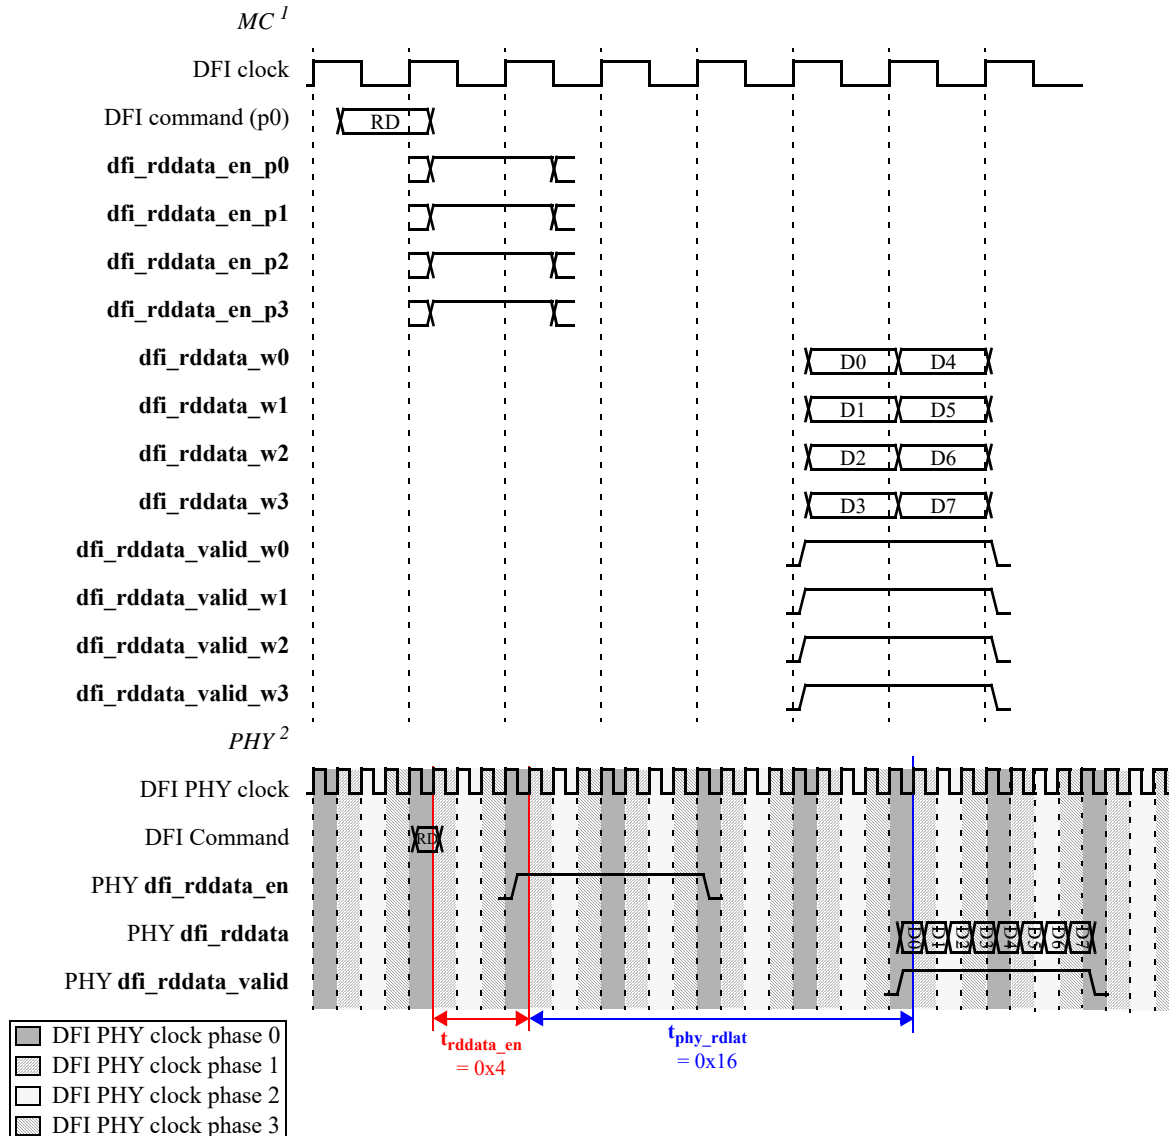 MC 1
DFI clock
DFI command (p0) RD
dfi_rddata_en_p0
dfi_rddata_en_p1
dfi_rddata_en_p2
dfi_rddata_en_p3
dfi_rddata_w0 D0 D4
dfi_rddata_w1 D1 D5
dfi_rddata_w2 D2 D6
dfi_rddata_w3 D3 D7
dfi_rddata_valid_w0
dfi_rddata_valid_w1
dfi_rddata_valid_w2
dfi_rddata_valid_w3
PHY 2
DFI PHY clock
DFI Command RD
PHY dfi_rddata_en
PHY dfi_rddata D0 D1 D2 D3 D4 D5 D6 D7
PHY dfi_rddata_valid
trddata_en
= 0x4
tphy_rdlat
= 0x16
DFI PHY clock phase 0
DFI PHY clock phase 1
DFI PHY clock phase 2
DFI PHY clock phase 3